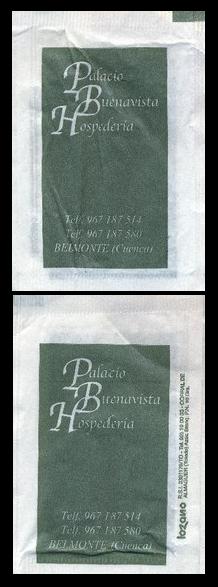 Palacio
Buenavista
Hospedería
Telf. 967 187 514
Telf. 967 187 580
BELMONTE (Cuenca)
Palacio
Buenavista
Hospedería
Telf. 967 187 514
Telf. 967 187 580
BELMONTE (Cuenca)
lozano